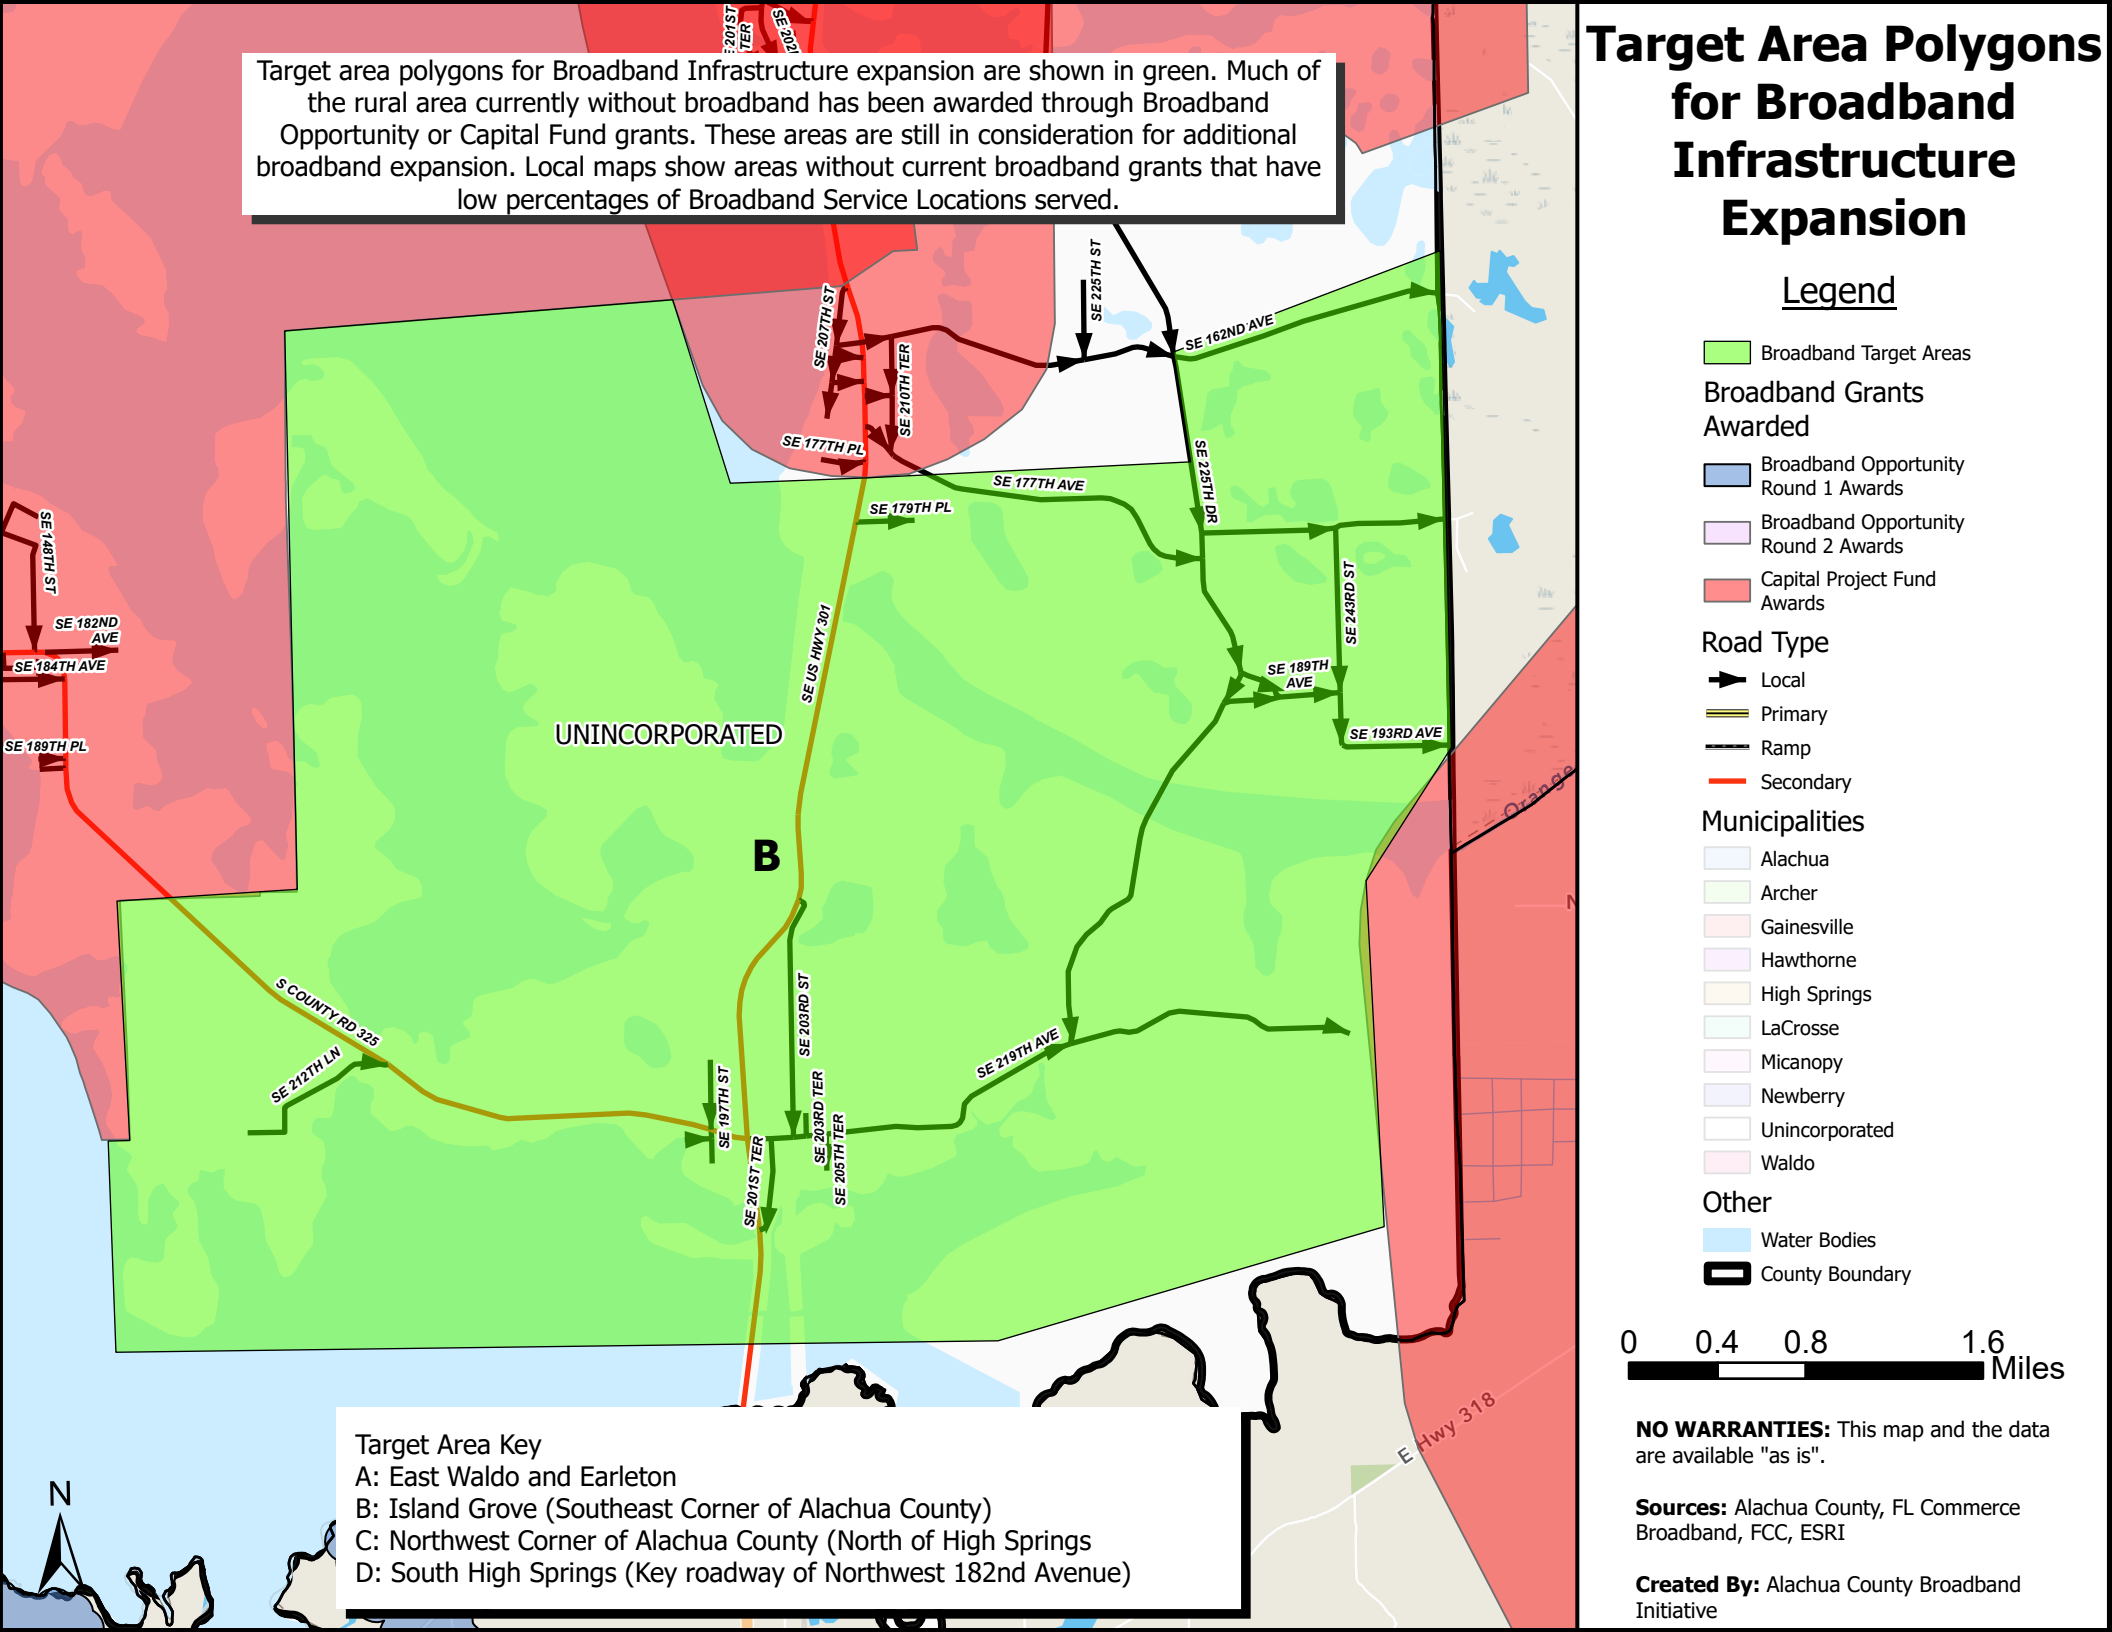 Target Area Polygons
for Broadband
Infrastructure
Expansion
Target area polygons for Broadband Infrastructure expansion are shown in green. Much of
the rural area currently without broadband has been awarded through Broadband
Opportunity or Capital Fund grants. These areas are still in consideration for additional
broadband expansion. Local maps show areas without current broadband grants that have
low percentages of Broadband Service Locations served.
SE 225TH ST
SE 207TH ST
SE 162ND AVE
SE 210TH TER
SE 177TH PL
SE 177TH AVE
SE 225TH DR
SE 179TH PL
SE 148TH ST
SE 182ND
AVE
SE 184TH AVE
SE 243RD ST
SE US HWY 301
SE 189TH
AVE
SE 189TH PL
UNINCORPORATED
SE 193RD AVE
Orange
B
N
S COUNTY RD 325
SE 203RD ST
SE 212TH LN
SE 219TH AVE
SE 197TH ST
SE 203RD TER
SE 205TH TER
SE 201ST TER
E Hwy 318
Target Area Key
A: East Waldo and Earleton
B: Island Grove (Southeast Corner of Alachua County)
C: Northwest Corner of Alachua County (North of High Springs
D: South High Springs (Key roadway of Northwest 182nd Avenue)
N
Legend
Broadband Target Areas
Broadband Grants
Awarded
Broadband Opportunity
Round 1 Awards
Broadband Opportunity
Round 2 Awards
Capital Project Fund
Awards
Road Type
Local
Primary
Ramp
Secondary
Municipalities
Alachua
Archer
Gainesville
Hawthorne
High Springs
LaCrosse
Micanopy
Newberry
Unincorporated
Waldo
Other
Water Bodies
County Boundary
0 0.4 0.8 1.6
Miles
NO WARRANTIES: This map and the data
are available "as is".
Sources: Alachua County, FL Commerce
Broadband, FCC, ESRI
Created By: Alachua County Broadband
Initiative